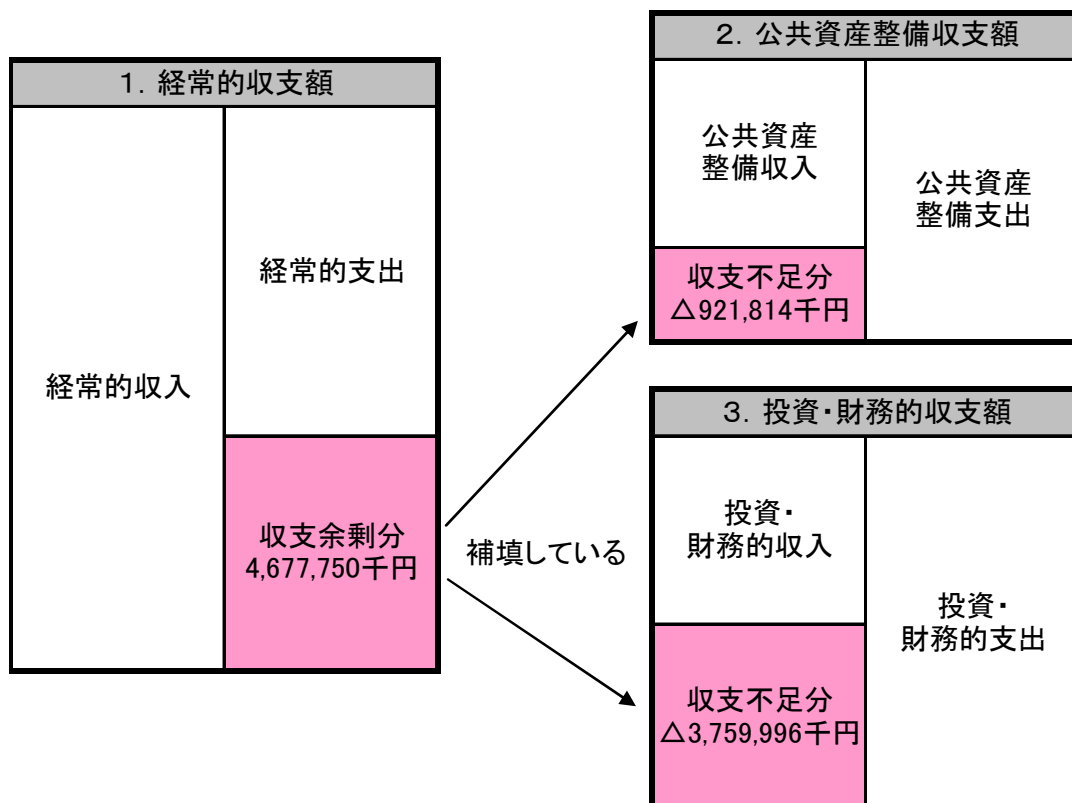 1．経常的収支額
経常的収入
経常的支出
収支余剰分
4,677,750千円
補填している
2．公共資産整備収支額
公共資産
整備収入
収支不足分
△921,814千円
公共資産
整備支出
3．投資・財務的収支額
投資・
財務的収入
収支不足分
△3,759,996千円
投資・
財務的支出